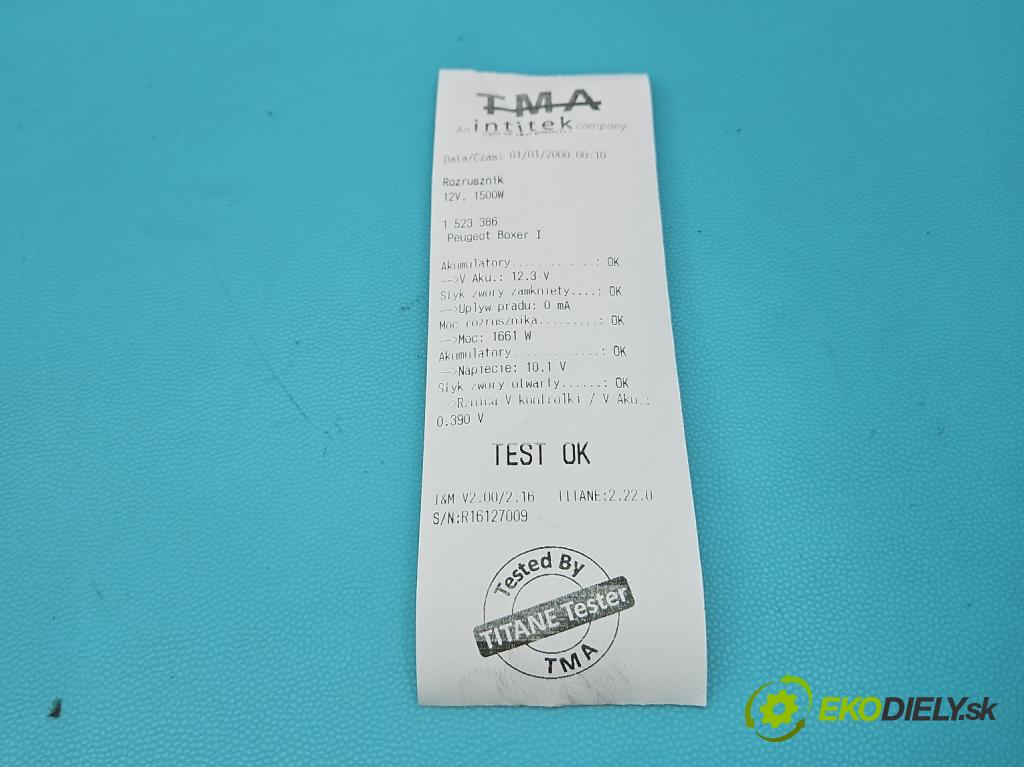 TMA
An intitek company
Data/Czas: 01/01/2000 00:10
Rozrusznik
12V, 1500W
1 523 386
Peugeot Boxer I
Akumulatory.............: OK
-->V Aku.: 12.3 V
Styk zwory zamkniety....: OK
-->Uplyw pradu: 0 mA
Moc rozrusznika.........: OK
-->Moc: 1661 W
Akumulatory.............: OK
-->Napiecie: 10.1 V
Styk zwory otwarty......: OK
-->Rznica V kontrolki / V Aku.:
0.390 V
TEST OK
T&M V2.00/2.16 TITANE:2.22.0
S/N:R16127009
Tested By
TITANE Tester
TMA
EKODIELY.sk